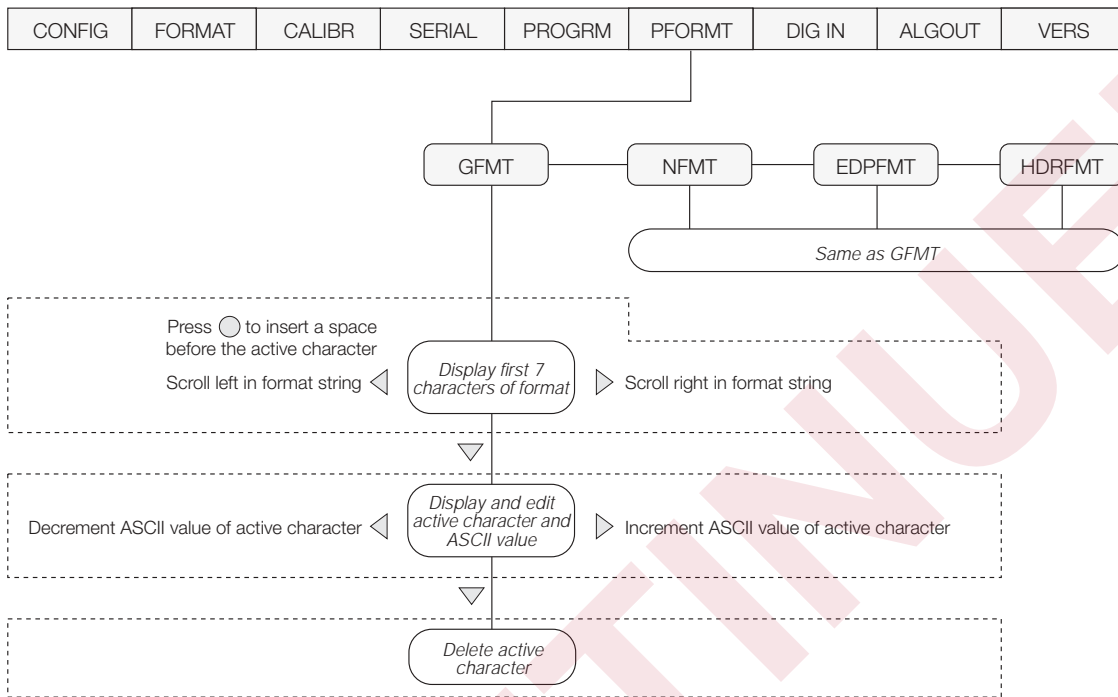 CONFIG FORMAT CALIBR SERIAL PROGRM PFORMT DIG IN ALGOUT VERS
GFMT NFMT EDPFMT HDRFMT
Same as GFMT
Press to insert a space
before the active character
Scroll left in format string
Display first 7
characters of format
Scroll right in format string
Decrement ASCII value of active character
Display and edit
active character and
ASCII value
Increment ASCII value of active character
Delete active
character